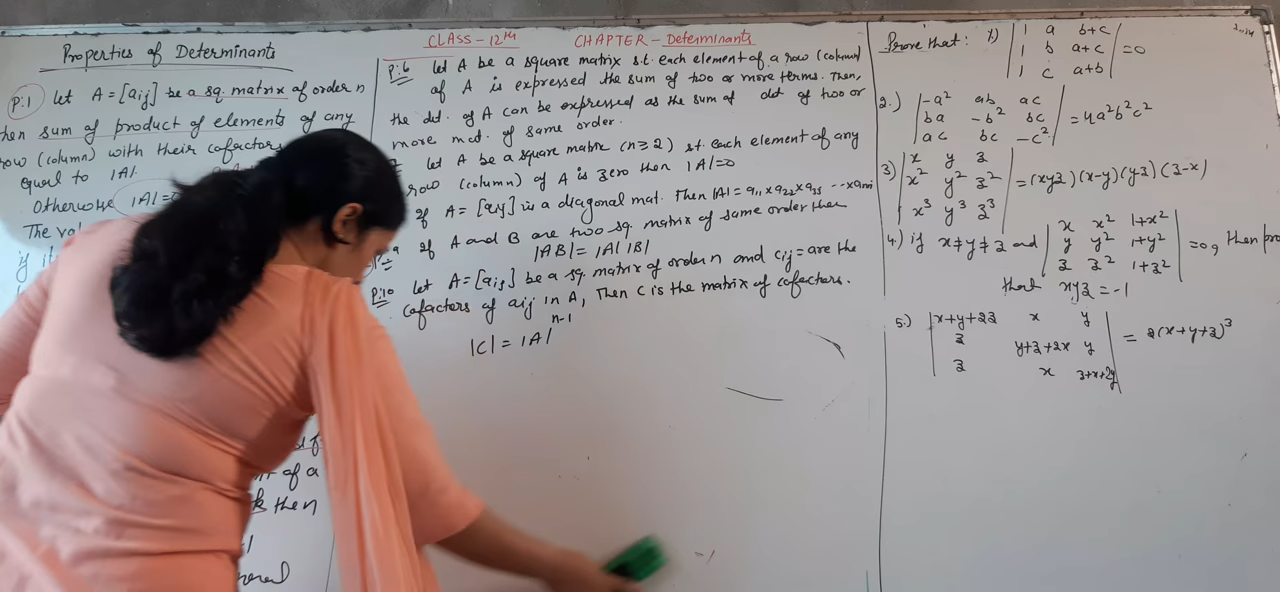 Properties of Determinants
P:1 Let A = [aij] be a sq. matrix of order n
then sum of product of elements of any
row (column) with their cofactors
equal to |A|.
Otherwise |A|=
The
if
of a
then
CLASS - 12th CHAPTER - Determinants
P:6 Let A be a square matrix s.t. each element of a row (column)
of A is expressed the sum of two or more terms. Then,
the det. of A can be expressed as the sum of det of two or
more mat. of same order.
Let A be a square matrix (n≥2) s.t. each element of any
row (column) of A is zero then |A|=0
If A = [aij] is a diagonal mat. Then |A| = a11 x a22 x a33 ... x ann
If A and B are two sq. matrix of same order then
|AB| = |A| |B|
P:10 Let A=[aij] be a sq. matrix of order n and cij = are the
cofactors of aij in A, Then C is the matrix of cofactors.
|C| = |A|^(n-1)
Prove that: 1) | 1 a b+c |
| 1 b a+c | = 0
| 1 c a+b |
2.) | -a² ab ac |
| ba -b² bc | = 4a²b²c²
| ac bc -c² |
3) | x y z |
| x² y² z² | = (xyz)(x-y)(y-z)(z-x)
| x³ y³ z³ |
4.) if x≠y≠z and | x x² 1+x² |
| y y² 1+y² | = 0, then
| z z² 1+z² |
that xyz = -1
5.) | x+y+2z x y |
| z y+z+2x y | = 2(x+y+z)³
| z x z+x+2y |